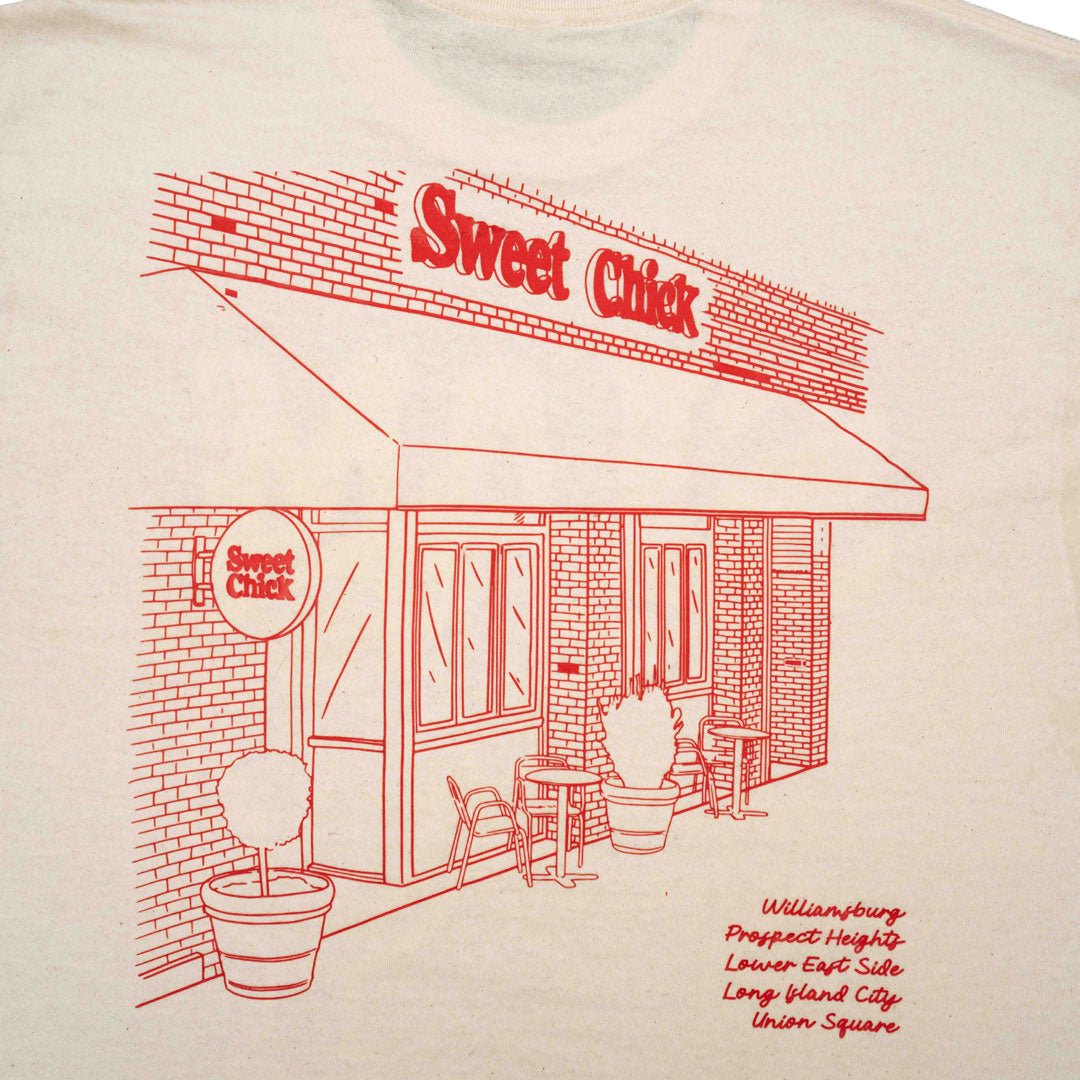 Sweet Chick
Sweet
Chick
Williamsburg
Prospect Heights
Lower East Side
Long Island City
Union Square